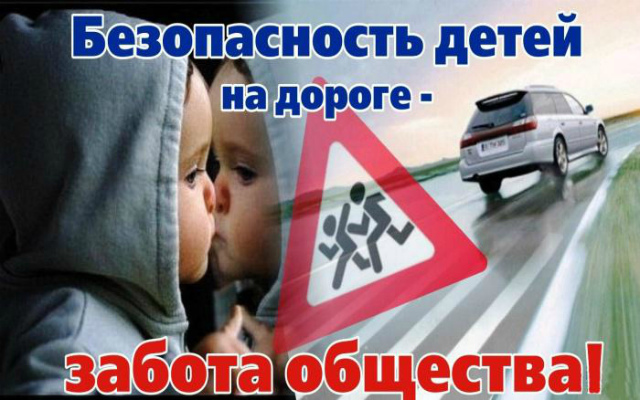 Безопасность детей
на дороге -
забота общества!